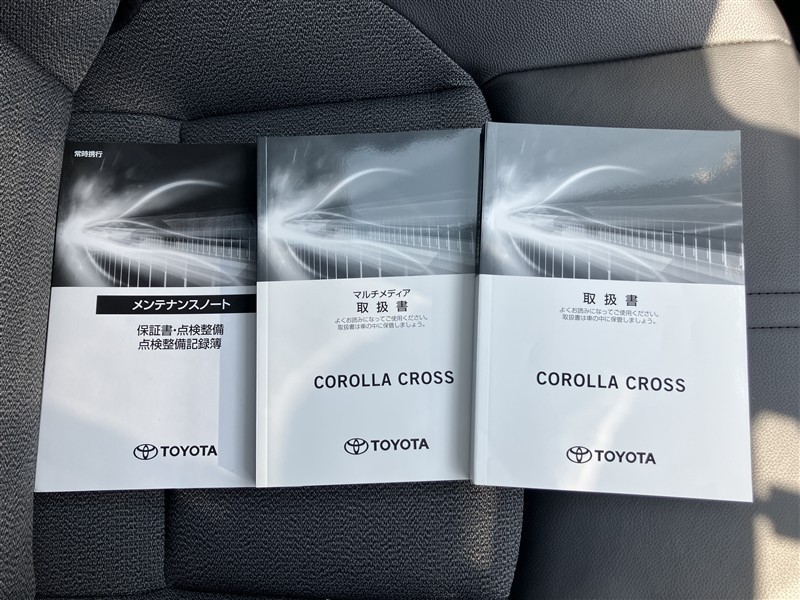 常時携行
メンテナンスノート
保証書・点検整備
点検整備記録簿
TOYOTA
マルチメディア
取扱書
よくお読みになってご使用ください。
取扱書は車の中に保管しましょう。
COROLLA CROSS
TOYOTA
取扱書
よくお読みになってご使用ください。
取扱書は車の中に保管しましょう。
COROLLA CROSS
TOYOTA